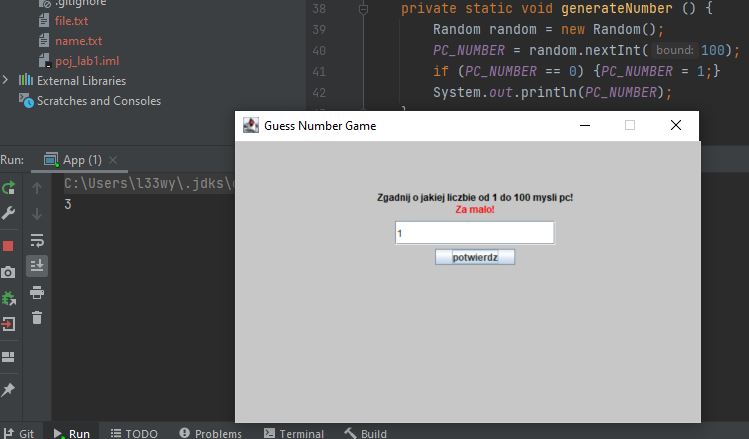 .gitignore
file.txt
name.txt
poj_lab1.iml
External Libraries
Scratches and Consoles
38 private static void generateNumber () {
39 Random random = new Random();
40 PC_NUMBER = random.nextInt( bound: 100);
41 if (PC_NUMBER == 0) {PC_NUMBER = 1;}
42 System.out.println(PC_NUMBER);
Guess Number Game
Run: App (1)
C:\Users\l33wy\.jdks\
3
Zgadnij o jakiej liczbie od 1 do 100 mysli pc!
Za malo!
1
potwierdz
Git Run TODO Problems Terminal Build